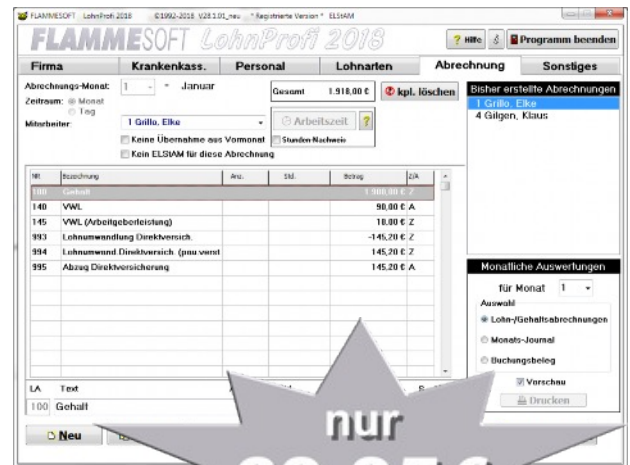 FLAMMESOFT LohnProfi 2018 ©1992-2018 V28.1.01_neu * Registrierte Version * ELStAM
FLAMMESOFT LohnProfi 2018
? Hilfe § Programm beenden
Firma Krankenkass. Personal Lohnarten Abrechnung Sonstiges
Abrechnungs-Monat: 1 - = Januar
Gesamt 1.918,00 € kpl. löschen
Zeitraum: Monat
Tag
Mitarbeiter: 1 Grillo, Elke
Arbeitszeit ?
Keine Übernahme aus Vormonat
Stunden-Nachweis
Kein ELStAM für diese Abrechnung
Bisher erstellte Abrechnungen
1 Grillo, Elke
4 Gilgen, Klaus
NR Bezeichnung Anz. Std. Betrag Z/A
100 Gehalt 1.900,00 € Z
140 VWL 90,00 € A
145 VWL (Arbeitgeberleistung) 18,00 € Z
993 Lohnumwandlung Direktversich. -145,20 € Z
994 Lohnumwand.Direktversich. (pau.verst 145,20 € Z
995 Abzug Direktversicherung 145,20 € A
Monatliche Auswertungen
für Monat 1
Auswahl
Lohn-/Gehaltsabrechnungen
Monats-Journal
Buchungsbeleg
Vorschau
Drucken
LA Text
100 Gehalt
Neu
nur